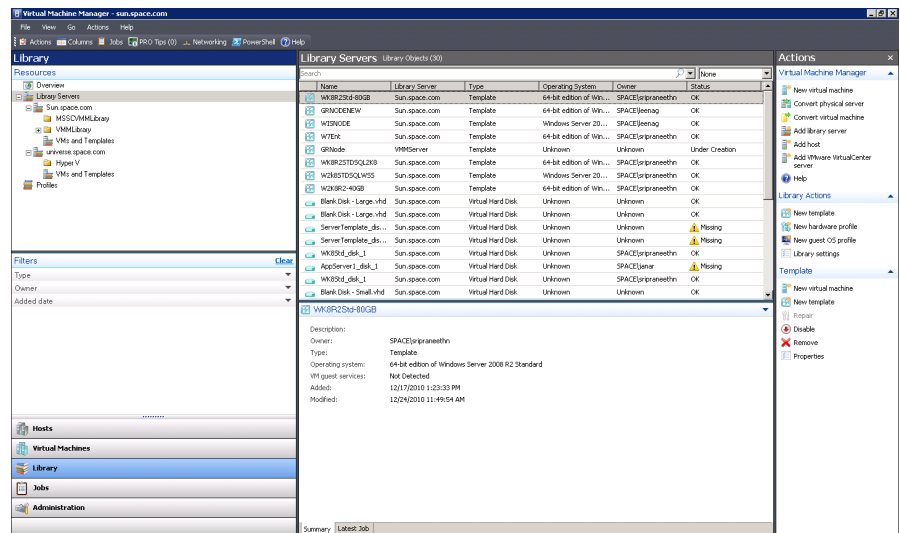 Virtual Machine Manager - sun.space.com
File View Go Actions Help
Actions Columns Jobs PRO Tips (0) Networking PowerShell Help
Library
Resources
Overview
Library Servers
Sun.space.com
MSSCVMMLibrary
VMMLibrary
VMs and Templates
universe.space.com
Hyper V
VMs and Templates
Profiles
Filters Clear
Type
Owner
Added date
Hosts
Virtual Machines
Library
Jobs
Administration
Library Servers Library Objects (30)
Search None
Name Library Server Type Operating System Owner Status
WK8R2Std-80GB Sun.space.com Template 64-bit edition of Win... SPACE\sripraneethn OK
GRNODENEW Sun.space.com Template 64-bit edition of Win... SPACE\leenag OK
WISNODE Sun.space.com Template Windows Server 20... SPACE\leenag OK
W7Ent Sun.space.com Template 64-bit edition of Win... SPACE\sripraneethn OK
GRNode VMMServer Template Unknown Unknown Under Creation
WK8R2STDSQL2K8 Sun.space.com Template 64-bit edition of Win... SPACE\sripraneethn OK
W2k8STDSQLWSS Sun.space.com Template Windows Server 20... SPACE\sripraneethn OK
W2K8R2-40GB Sun.space.com Template 64-bit edition of Win... SPACE\sripraneethn OK
Blank Disk - Large.vhd Sun.space.com Virtual Hard Disk Unknown Unknown OK
Blank Disk - Large.vhd Sun.space.com Virtual Hard Disk Unknown Unknown OK
ServerTemplate_dis... Sun.space.com Virtual Hard Disk Unknown Unknown Missing
ServerTemplate_dis... Sun.space.com Virtual Hard Disk Unknown Unknown Missing
WK8Std_disk_1 Sun.space.com Virtual Hard Disk Unknown SPACE\sripraneethn OK
AppServer1_disk_1 Sun.space.com Virtual Hard Disk Unknown SPACE\janar Missing
WK8Std_disk_1 Sun.space.com Virtual Hard Disk Unknown SPACE\sripraneethn OK
Blank Disk - Small.vhd Sun.space.com Virtual Hard Disk Unknown Unknown OK
WK8R2Std-80GB
Description:
Owner: SPACE\sripraneethn
Type: Template
Operating system: 64-bit edition of Windows Server 2008 R2 Standard
VM guest services: Not Detected
Added: 12/17/2010 1:23:33 PM
Modified: 12/24/2010 11:49:54 AM
Summary Latest Job
Actions
Virtual Machine Manager
New virtual machine
Convert physical server
Convert virtual machine
Add library server
Add host
Add VMware VirtualCenter
server
Help
Library Actions
New template
New hardware profile
New guest OS profile
Library settings
Template
New virtual machine
New template
Repair
Disable
Remove
Properties